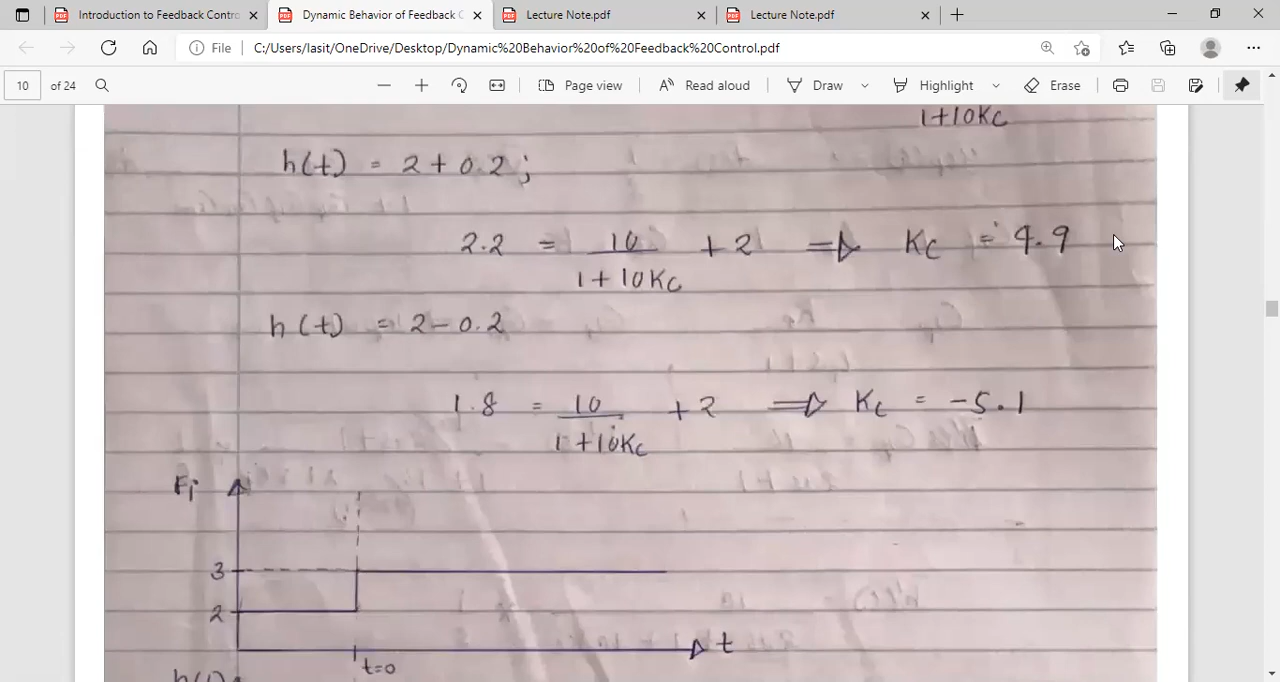 Introduction to Feedback Contro
Dynamic Behavior of Feedback C
Lecture Note.pdf
Lecture Note.pdf
File
C:/Users/lasit/OneDrive/Desktop/Dynamic%20Behavior%20of%20Feedback%20Control.pdf
10 of 24
Page view
Read aloud
Draw
Highlight
Erase
1+10Kc
h(t) = 2 + 0.2;
2.2 = 10 / 1+10Kc + 2 ⇒ Kc = 4.9
h(t) = 2 - 0.2
1.8 = 10 / 1+10Kc + 2 ⇒ Kc = -5.1
Fi
3
2
t
t=0
h(t)